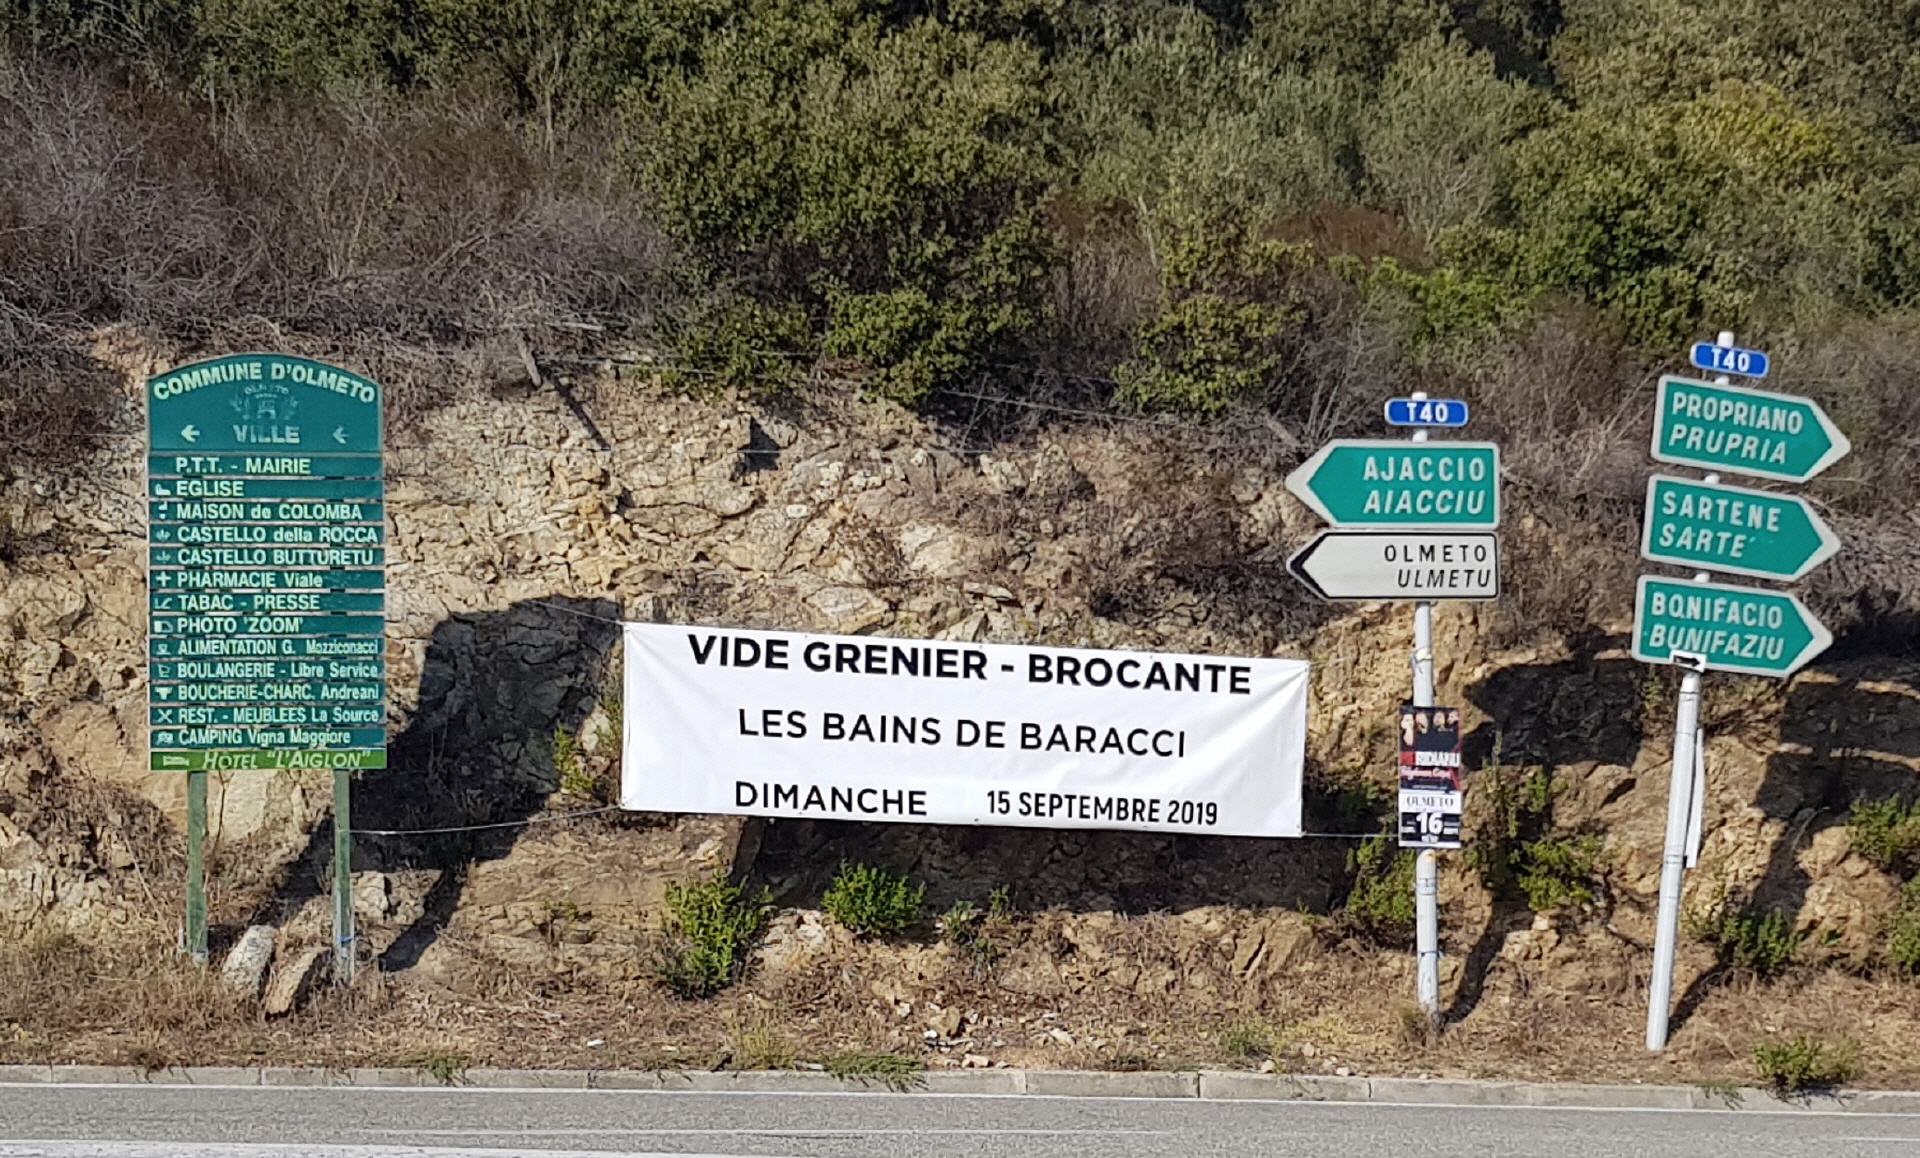 COMMUNE D'OLMETO
OLMETO
VILLE
P.T.T. - MAIRIE
EGLISE
MAISON de COLOMBA
CASTELLO della ROCCA
CASTELLO BUTTURETU
PHARMACIE Viale
TABAC - PRESSE
PHOTO 'ZOOM'
ALIMENTATION G. Mozziconacci
BOULANGERIE - Libre Service
BOUCHERIE-CHARC. Andreani
REST. - MEUBLEES La Source
CAMPING Vigna Maggiore
HÔTEL "L'AIGLON"
VIDE GRENIER - BROCANTE
LES BAINS DE BARACCI
DIMANCHE 15 SEPTEMBRE 2019
T40
AJACCIO
AIACCIU
OLMETO
ULMETU
OLMETO
16
T40
PROPRIANO
PRUPRIA
SARTENE
SARTE'
BONIFACIO
BUNIFAZIU